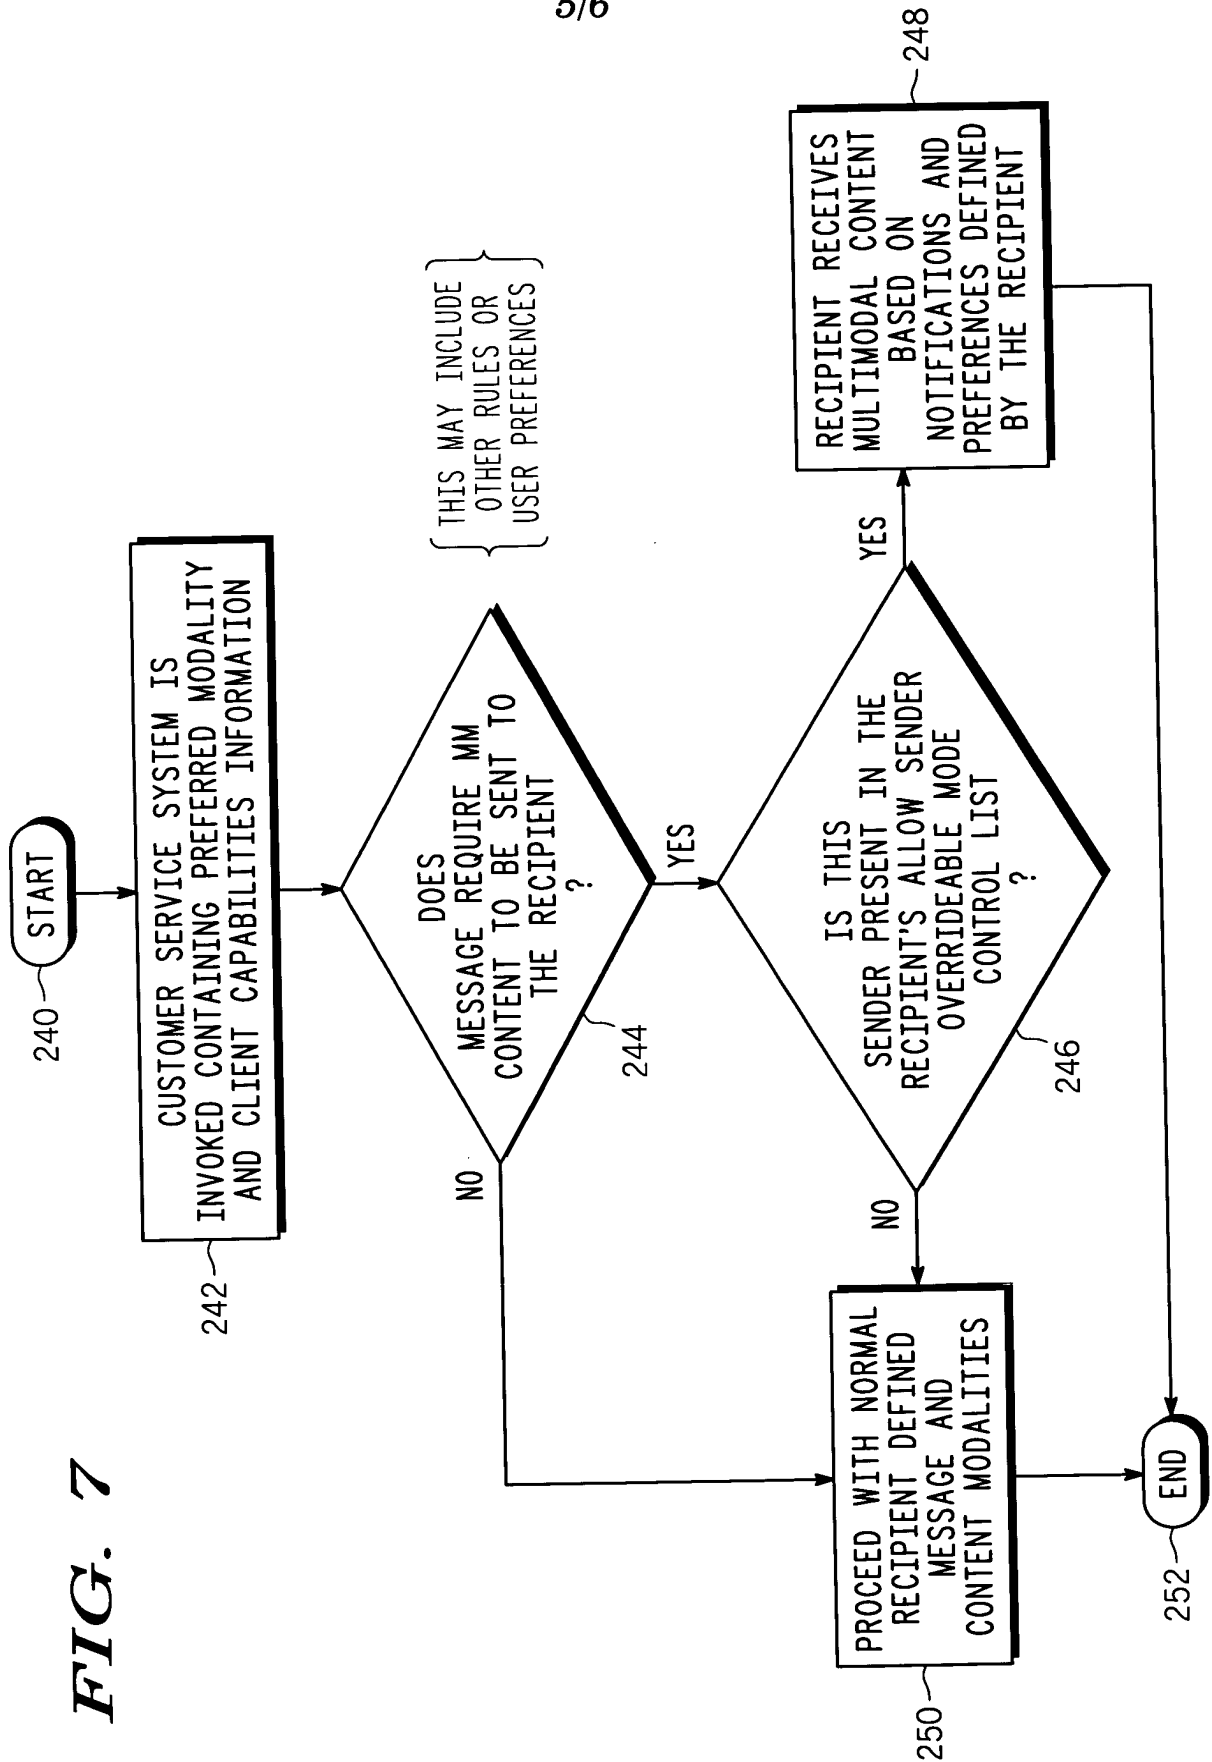 5/6
FIG. 7
240
START
242
CUSTOMER SERVICE SYSTEM IS
INVOKED CONTAINING PREFERRED MODALITY
AND CLIENT CAPABILITIES INFORMATION
DOES
MESSAGE REQUIRE MM
CONTENT TO BE SENT TO
THE RECIPIENT
?
244
THIS MAY INCLUDE
OTHER RULES OR
USER PREFERENCES
NO
YES
IS THIS
SENDER PRESENT IN THE
RECIPIENT'S ALLOW SENDER
OVERRIDEABLE MODE
CONTROL LIST
?
246
NO
YES
RECIPIENT RECEIVES
MULTIMODAL CONTENT
BASED ON
NOTIFICATIONS AND
PREFERENCES DEFINED
BY THE RECIPIENT
248
PROCEED WITH NORMAL
RECIPIENT DEFINED
MESSAGE AND
CONTENT MODALITIES
250
END
252